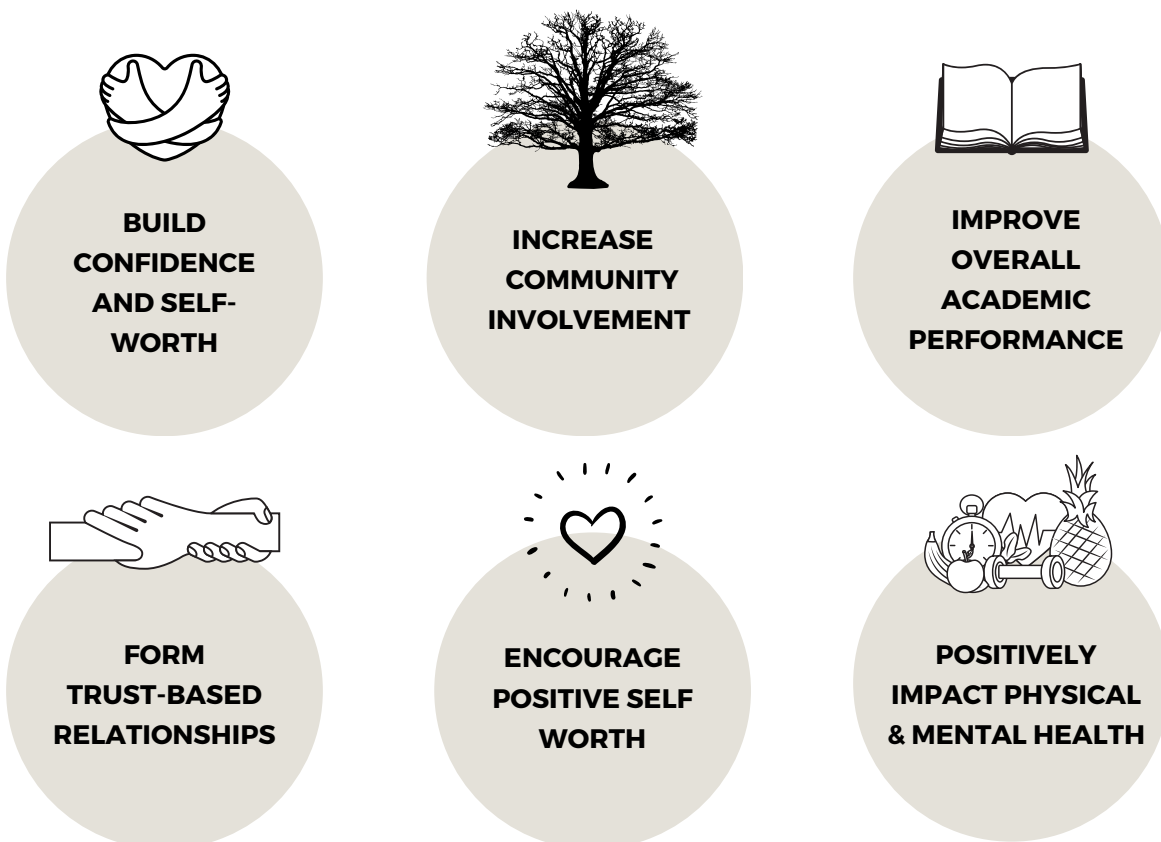 BUILD
CONFIDENCE
AND SELF-
WORTH
INCREASE
COMMUNITY
INVOLVEMENT
IMPROVE
OVERALL
ACADEMIC
PERFORMANCE
FORM
TRUST-BASED
RELATIONSHIPS
ENCOURAGE
POSITIVE SELF
WORTH
POSITIVELY
IMPACT PHYSICAL
& MENTAL HEALTH